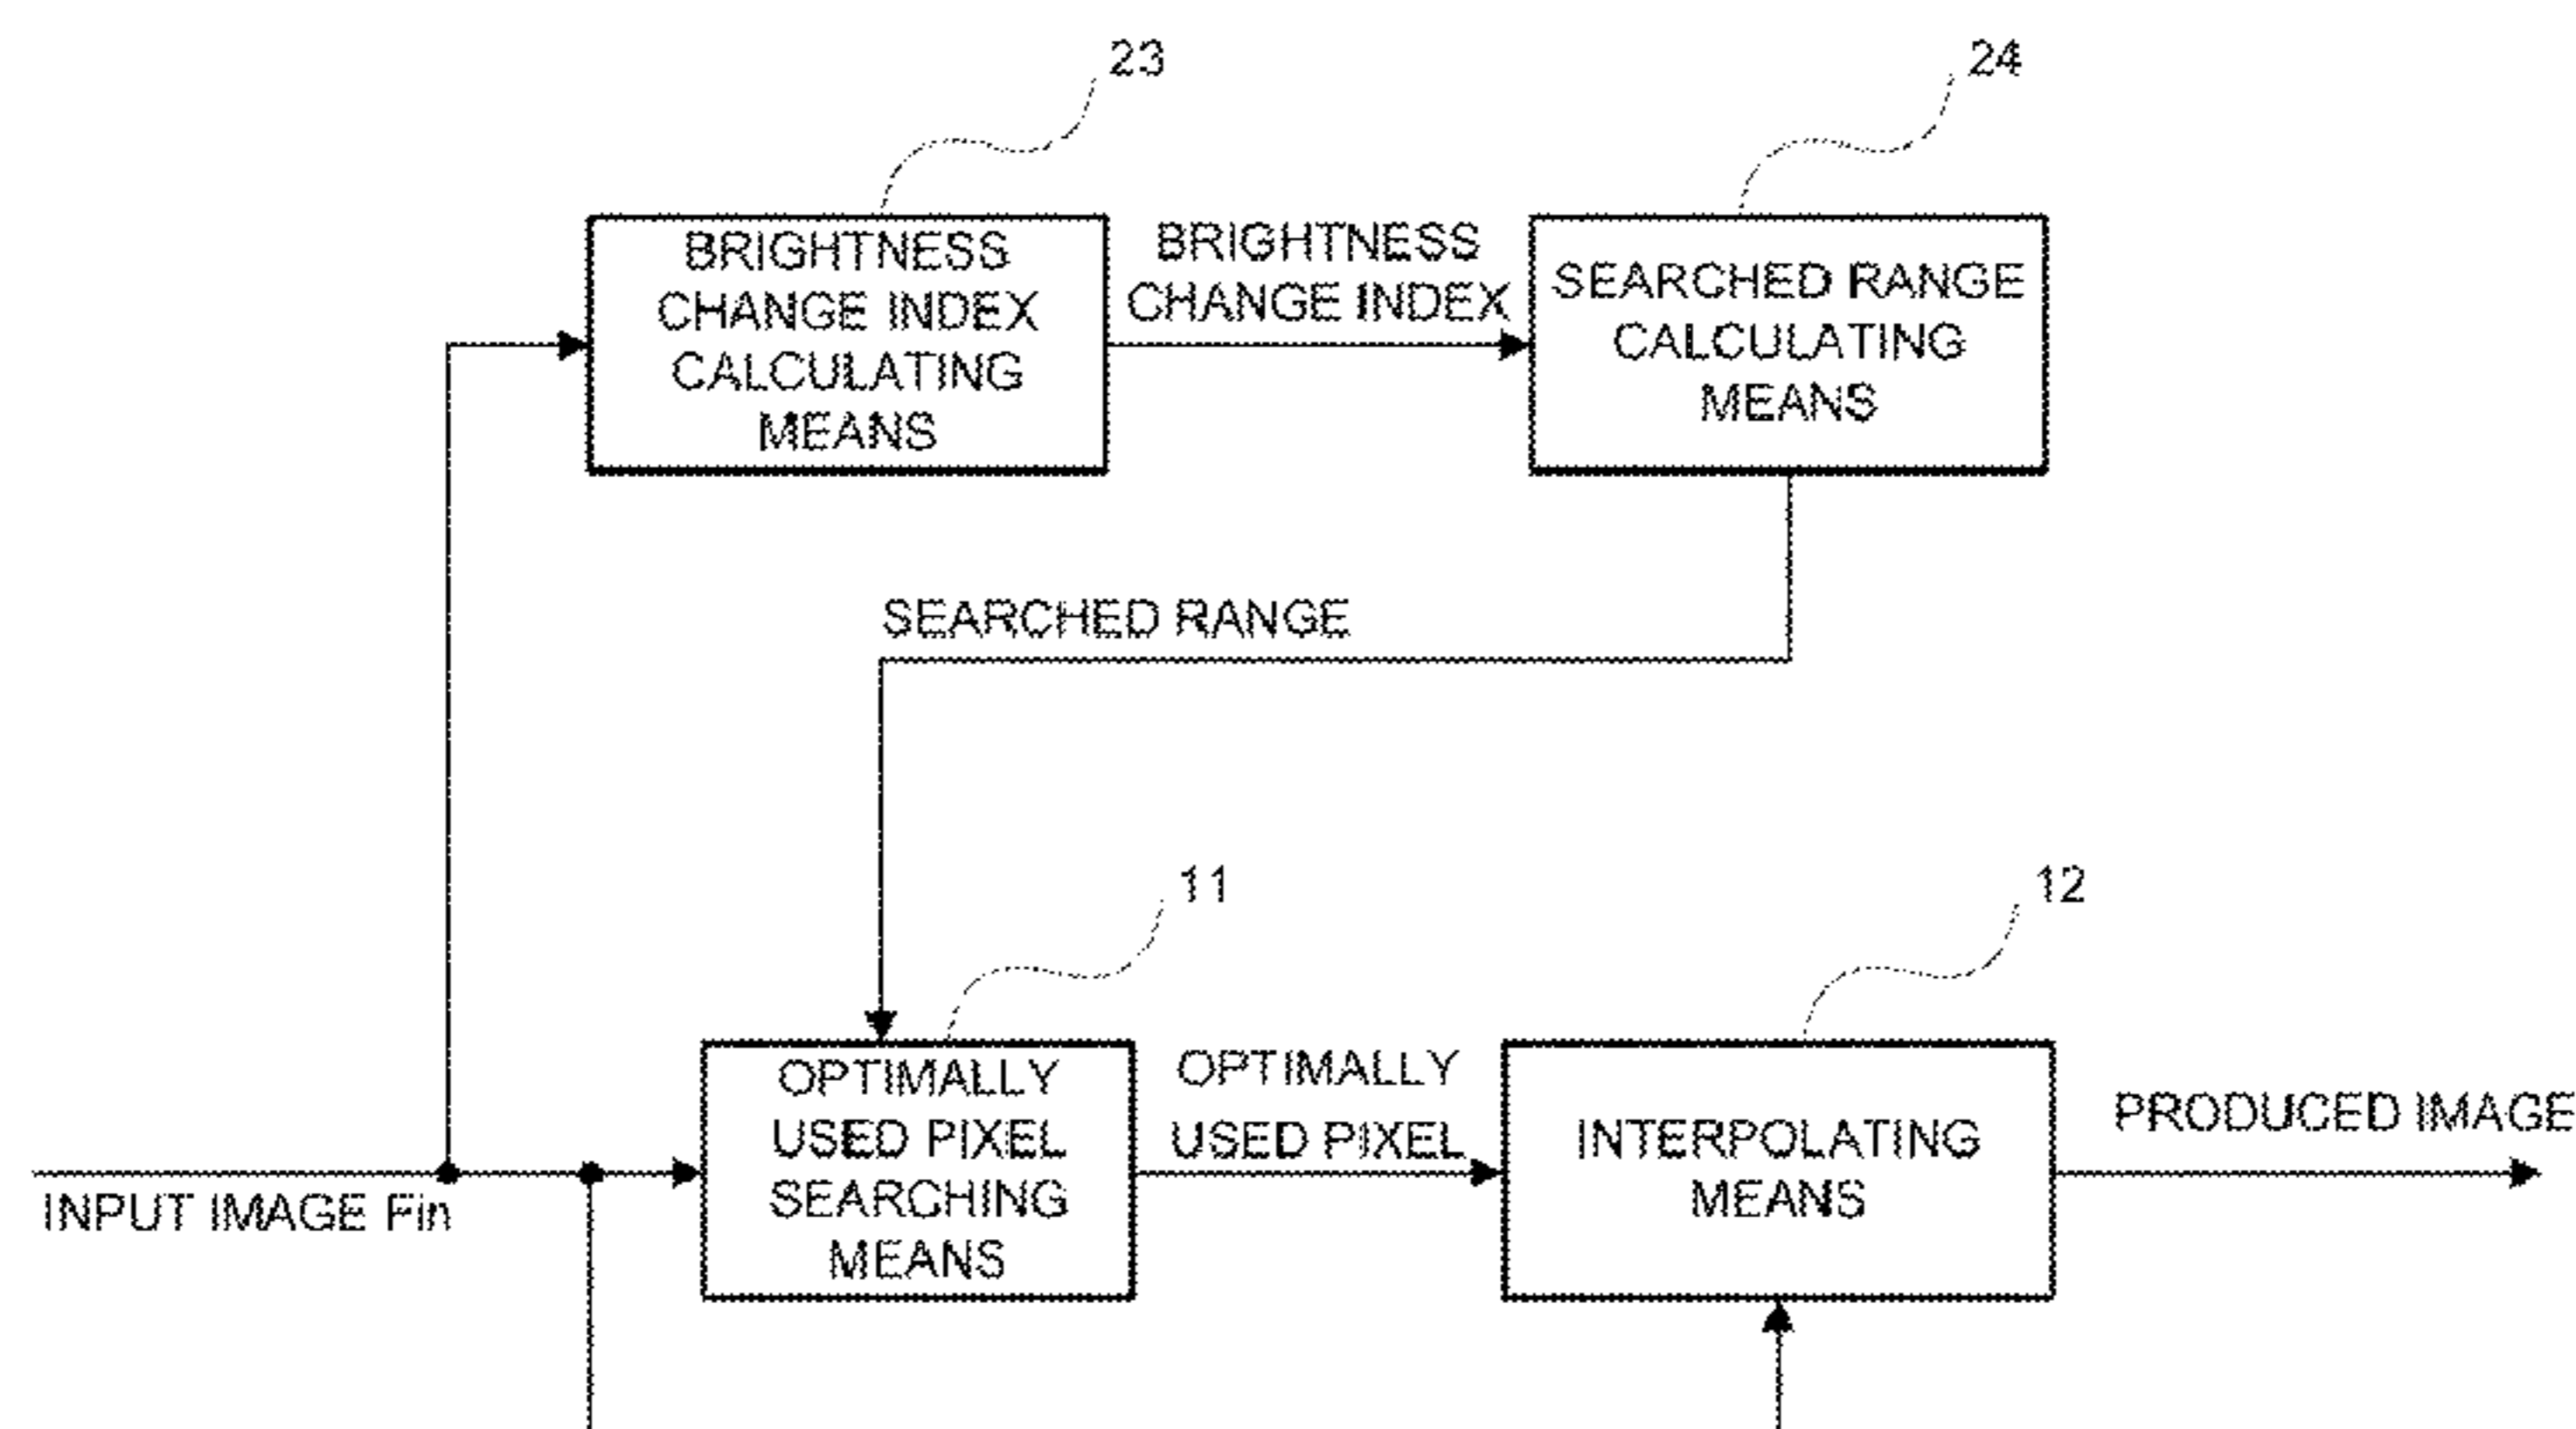 23
24
BRIGHTNESS
CHANGE INDEX
CALCULATING
MEANS
BRIGHTNESS
CHANGE INDEX
SEARCHED RANGE
CALCULATING
MEANS
SEARCHED RANGE
11
12
OPTIMALLY
USED PIXEL
SEARCHING
MEANS
OPTIMALLY
USED PIXEL
INTERPOLATING
MEANS
PRODUCED IMAGE
INPUT IMAGE Fin